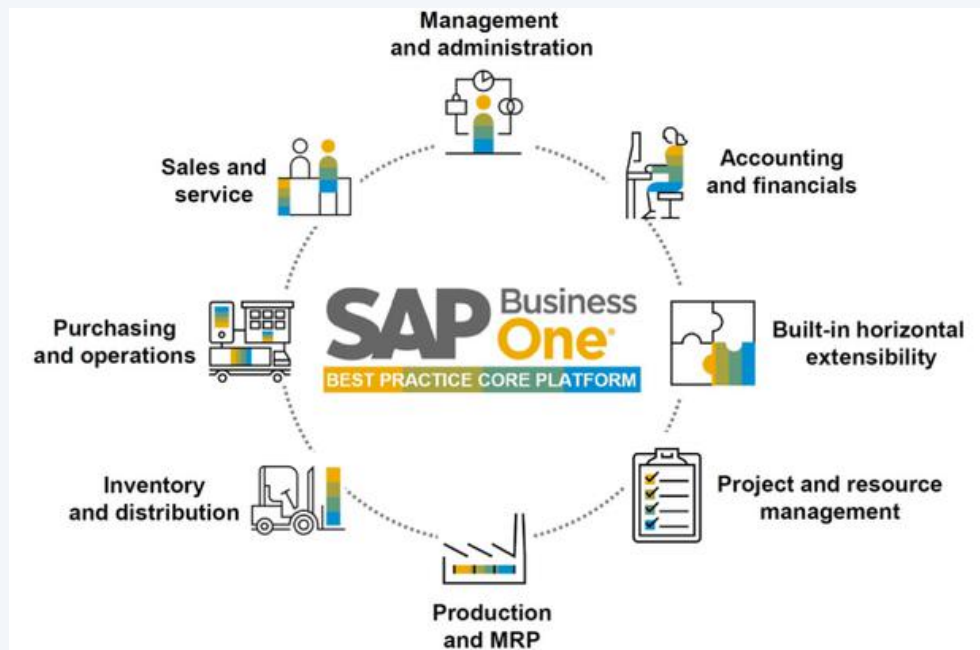 Management
and administration
Accounting
and financials
Built-in horizontal
extensibility
Project and resource
management
Production
and MRP
Inventory
and distribution
Purchasing
and operations
Sales and
service
SAP Business
One®
BEST PRACTICE CORE PLATFORM